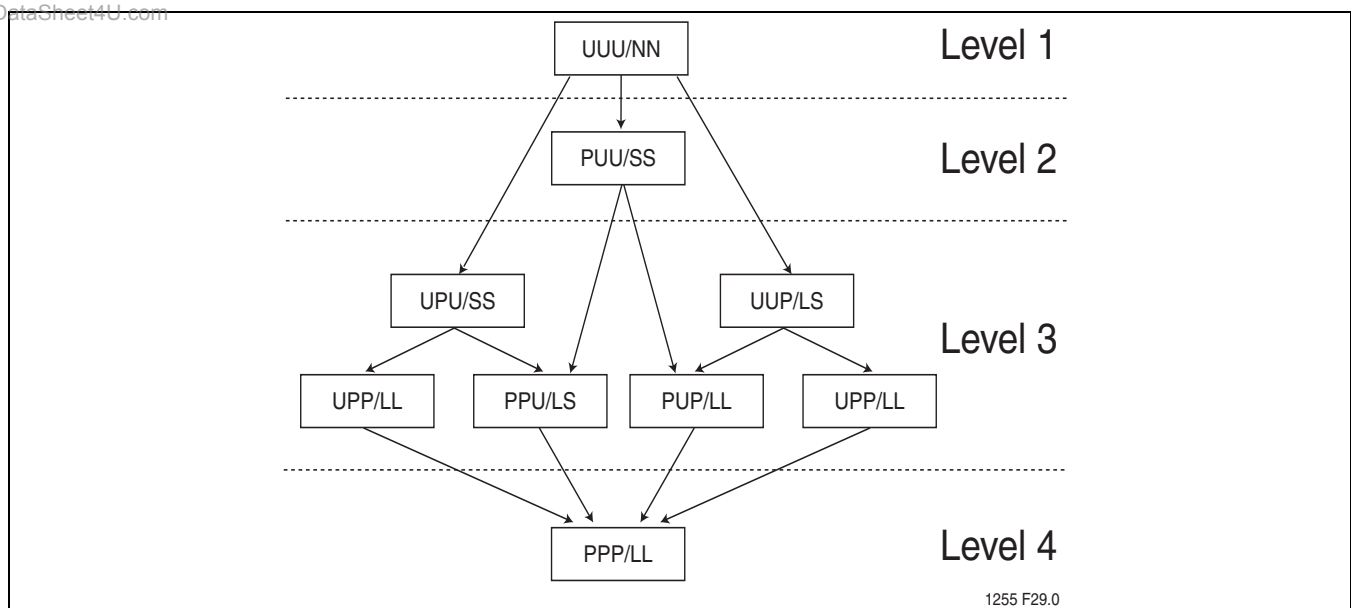 DataSheet4U.com
UUU/NN
Level 1
PUU/SS
Level 2
UPU/SS
UUP/LS
Level 3
UPP/LL
PPU/LS
PUP/LL
UPP/LL
PPP/LL
Level 4
1255 F29.0